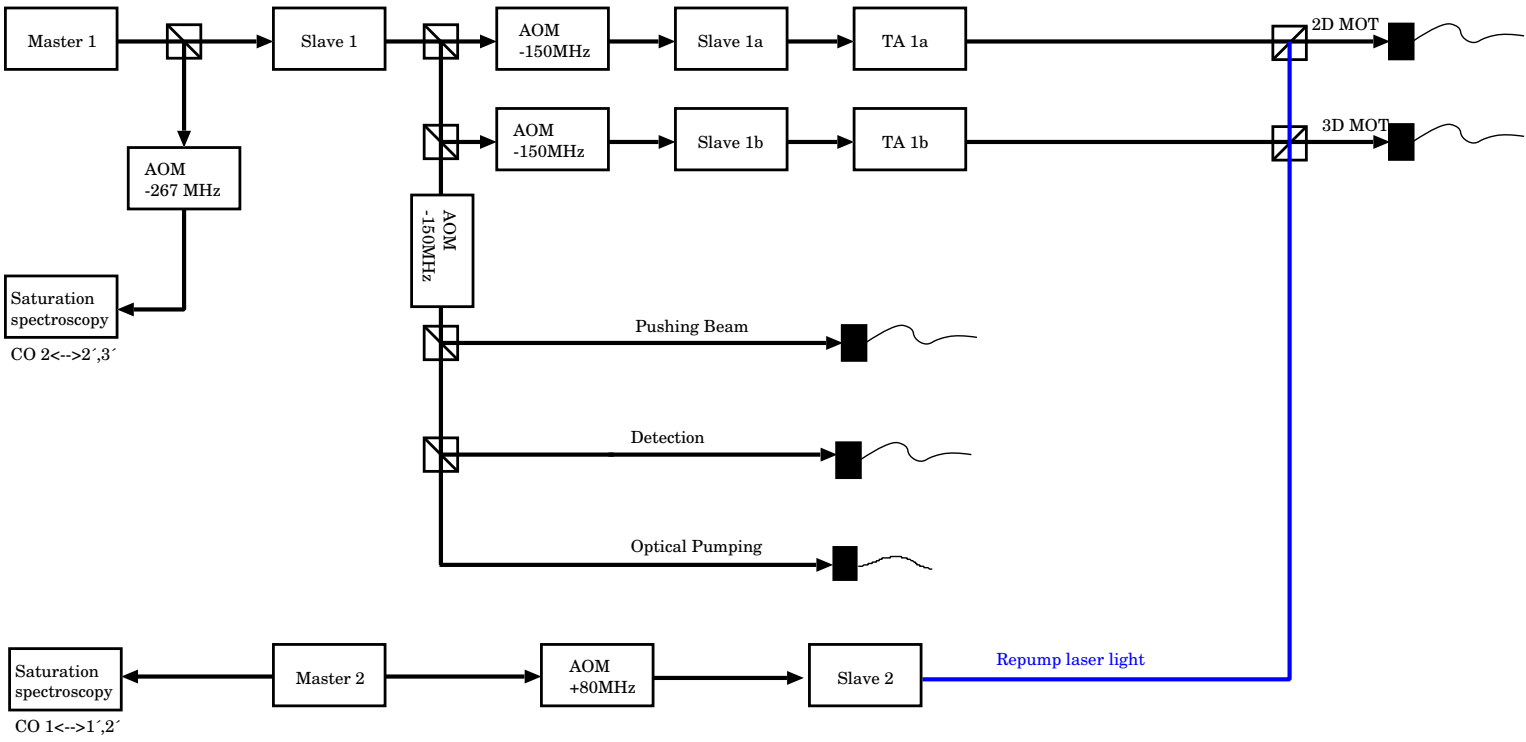 Master 1
Slave 1
AOM
-150MHz
Slave 1a
TA 1a
2D MOT
AOM
-150MHz
Slave 1b
TA 1b
3D MOT
AOM
-267 MHz
AOM
-150MHz
Saturation
spectroscopy
CO 2<-->2´,3´
Pushing Beam
Detection
Optical Pumping
Saturation
spectroscopy
CO 1<-->1´,2´
Master 2
AOM
+80MHz
Slave 2
Repump laser light